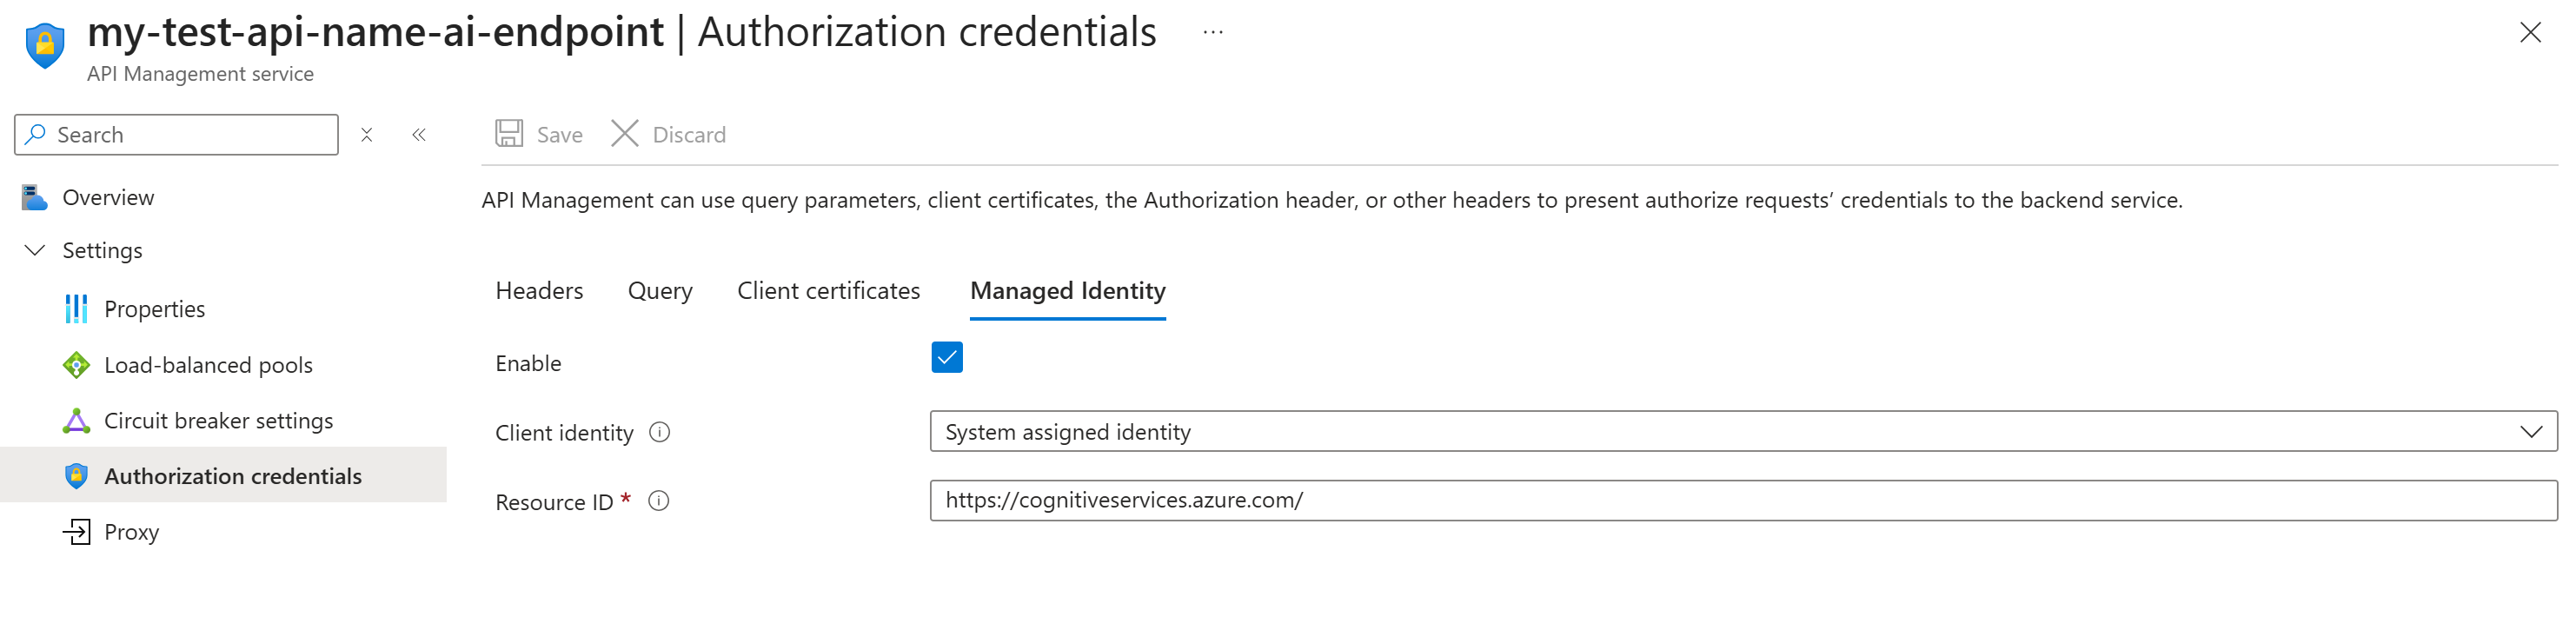 my-test-api-name-ai-endpoint | Authorization credentials ...
API Management service
Search
Save
Discard
Overview
Settings
Properties
Load-balanced pools
Circuit breaker settings
Authorization credentials
Proxy
API Management can use query parameters, client certificates, the Authorization header, or other headers to present authorize requests’ credentials to the backend service.
Headers Query Client certificates Managed Identity
Enable
Client identity System assigned identity
Resource ID * https://cognitiveservices.azure.com/